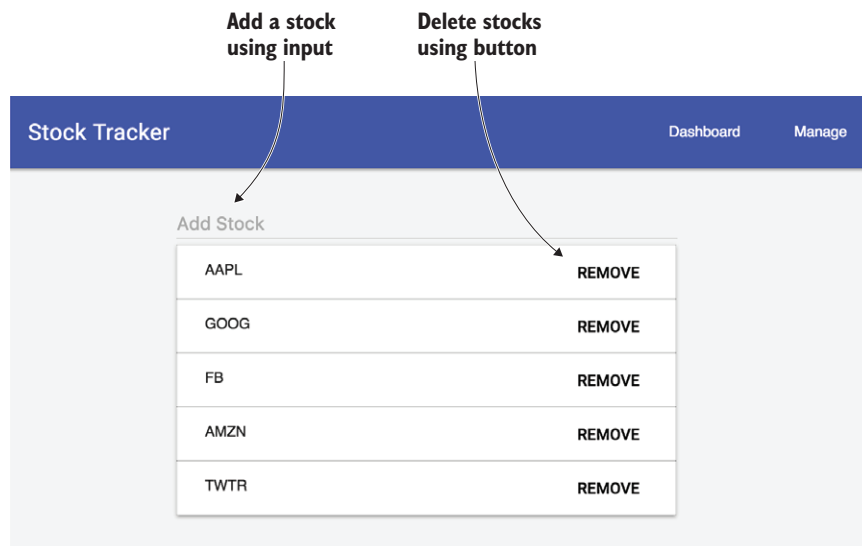 Add a stock
using input
Delete stocks
using button
Stock Tracker
Dashboard
Manage
Add Stock
AAPL
REMOVE
GOOG
REMOVE
FB
REMOVE
AMZN
REMOVE
TWTR
REMOVE